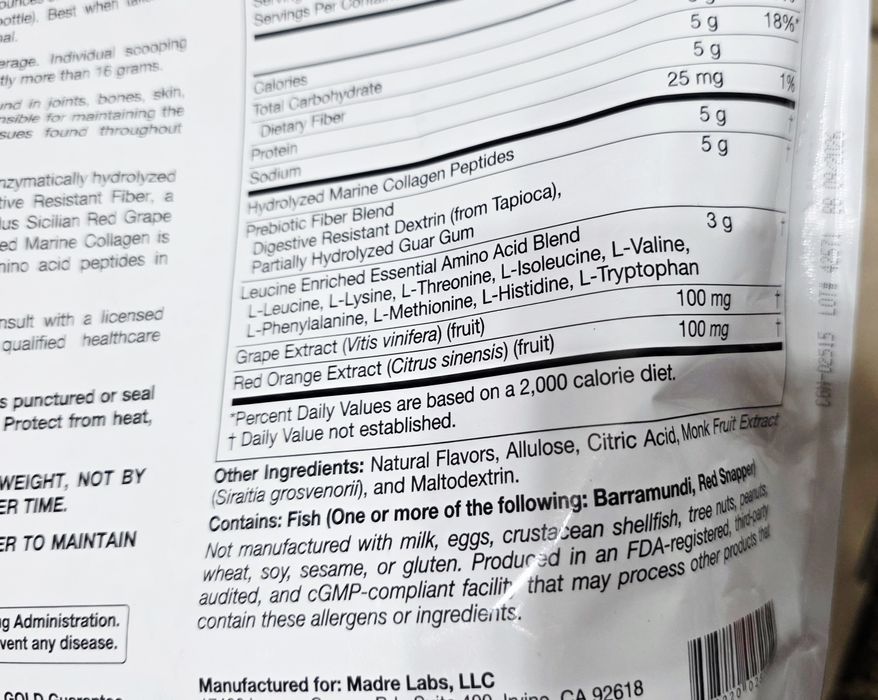 bottle). Best when
erage. Individual scooping
tly more than 16 grams.
und in joints, bones, skin,
nsible for maintaining the
sues found throughout
nzymatically hydrolyzed
tive Resistant Fiber, a
lus Sicilian Red Grape
ed Marine Collagen is
mino acid peptides in
nsult with a licensed
qualified healthcare
s punctured or seal
Protect from heat,
WEIGHT, NOT BY
ER TIME.
ER TO MAINTAIN
g Administration.
vent any disease.
Servings Per
Calories
Total Carbohydrate 5 g 18%*
Dietary Fiber 5 g
Protein
Sodium 25 mg 1%
Hydrolyzed Marine Collagen Peptides 5 g †
Prebiotic Fiber Blend 5 g †
Digestive Resistant Dextrin (from Tapioca),
Partially Hydrolyzed Guar Gum
Leucine Enriched Essential Amino Acid Blend 3 g †
L-Leucine, L-Lysine, L-Threonine, L-Isoleucine, L-Valine,
L-Phenylalanine, L-Methionine, L-Histidine, L-Tryptophan
Grape Extract (Vitis vinifera) (fruit) 100 mg †
Red Orange Extract (Citrus sinensis) (fruit) 100 mg †
*Percent Daily Values are based on a 2,000 calorie diet.
† Daily Value not established.
Other Ingredients: Natural Flavors, Allulose, Citric Acid, Monk Fruit Extract
(Siraitia grosvenorii), and Maltodextrin.
Contains: Fish (One or more of the following: Barramundi, Red Snapper)
Not manufactured with milk, eggs, crustacean shellfish, tree nuts, peanuts,
wheat, soy, sesame, or gluten. Produced in an FDA-registered, third-party
audited, and cGMP-compliant facility that may process other products that
contain these allergens or ingredients.
Manufactured for: Madre Labs, LLC
Irvine, CA 92618